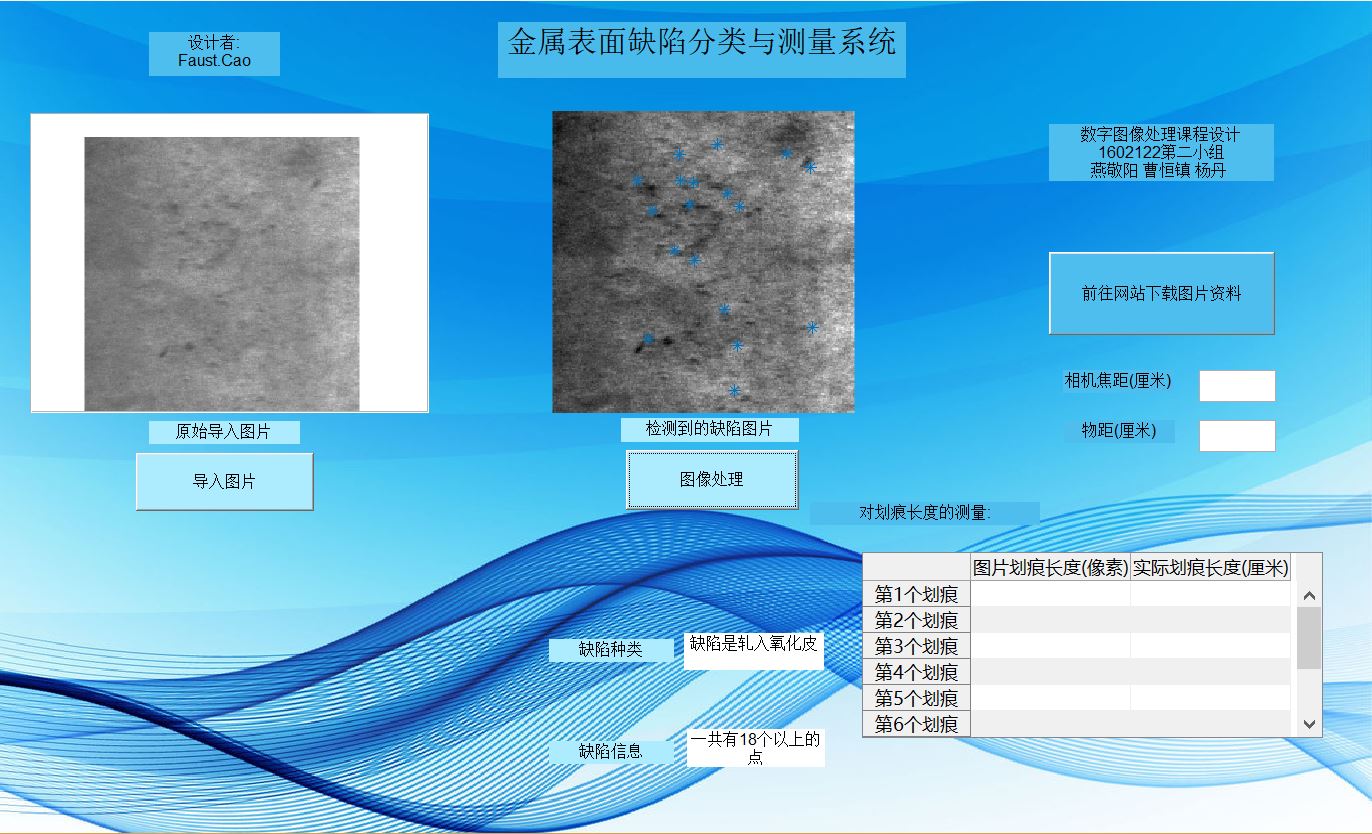 设计者:
Faust.Cao
金属表面缺陷分类与测量系统
数字图像处理课程设计
1602122第二小组
燕敬阳 曹恒镇 杨丹
前往网站下载图片资料
相机焦距(厘米)
物距(厘米)
原始导入图片
检测到的缺陷图片
导入图片
图像处理
对划痕长度的测量:
图片划痕长度(像素) 实际划痕长度(厘米)
第1个划痕
第2个划痕
第3个划痕
第4个划痕
第5个划痕
第6个划痕
缺陷种类
缺陷是轧入氧化皮
缺陷信息
一共有18个以上的
点